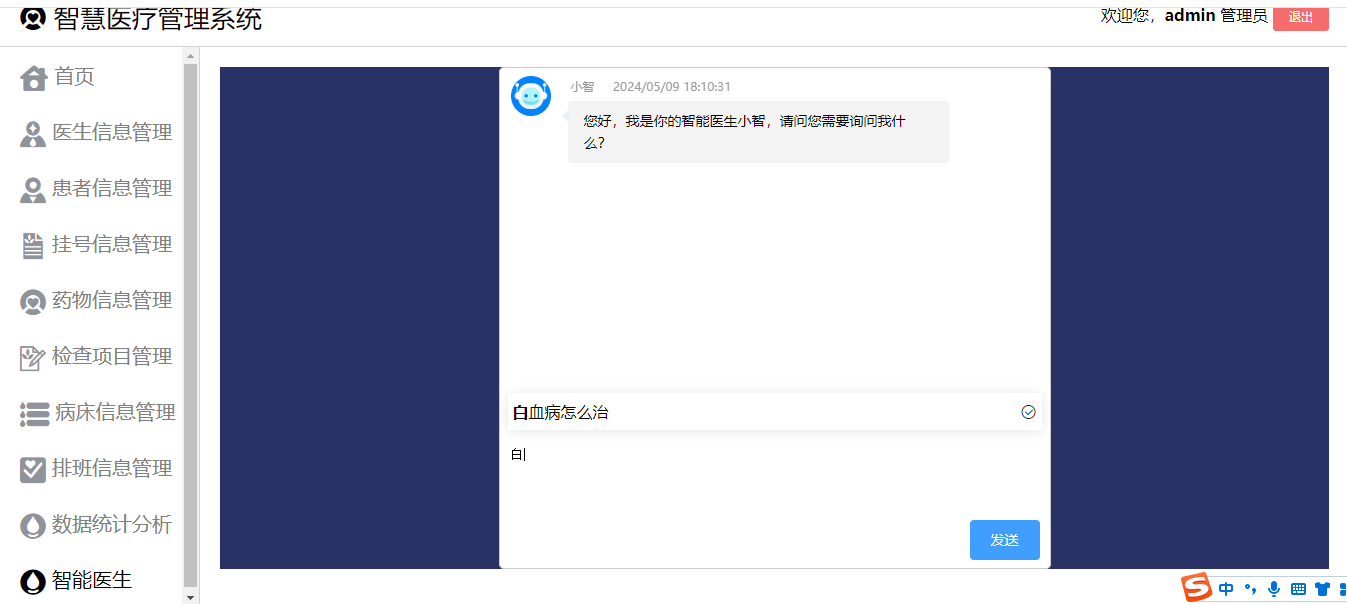 智慧医疗管理系统
欢迎您，admin 管理员
退出
首页
医生信息管理
患者信息管理
挂号信息管理
药物信息管理
检查项目管理
病床信息管理
排班信息管理
数据统计分析
智能医生
小智 2024/05/09 18:10:31
您好，我是你的智能医生小智，请问您需要询问我什
么？
白血病怎么治
白
发送
S 中